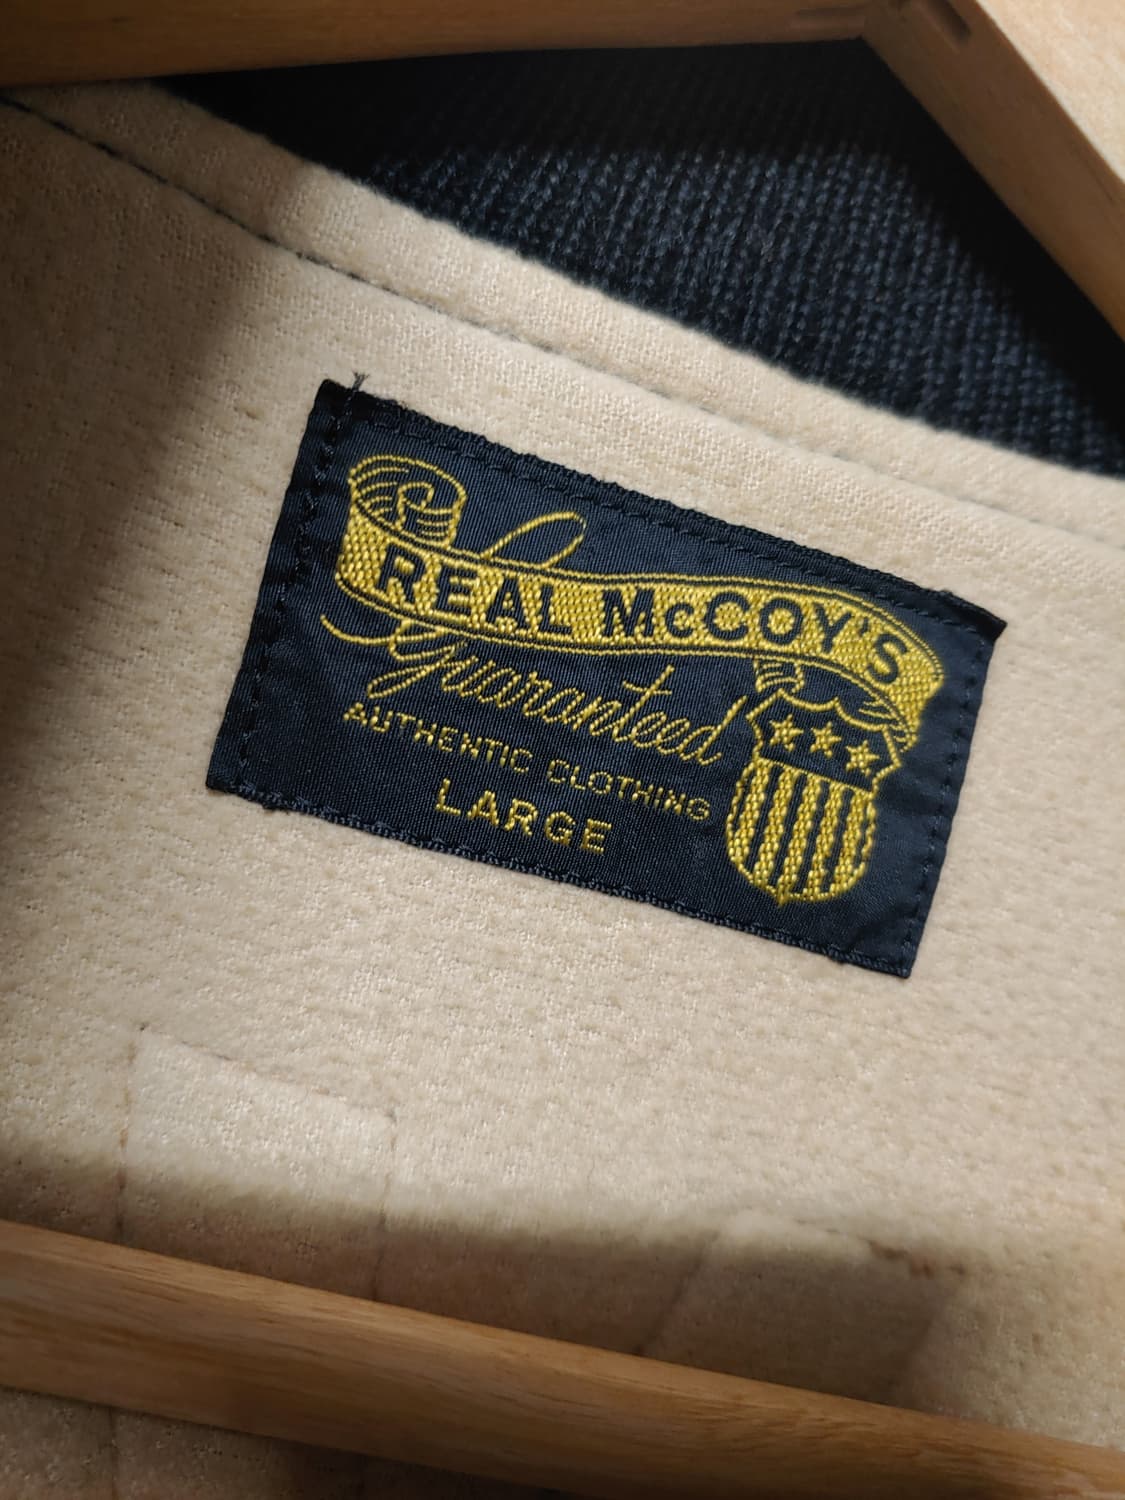 REAL McCOY'S
Guaranteed
AUTHENTIC CLOTHING
LARGE